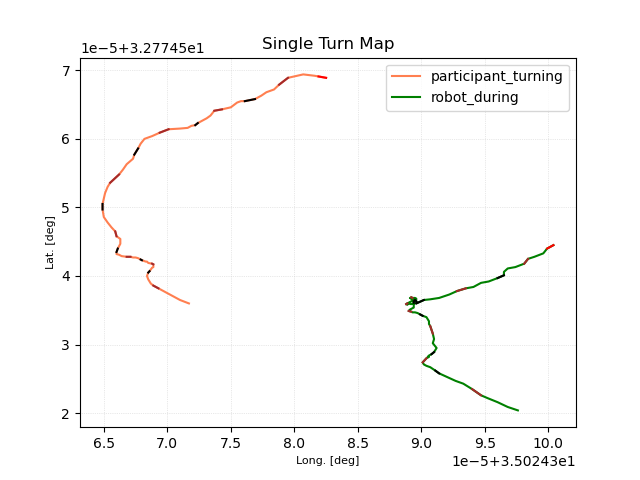 Single Turn Map
1e−5+3.27745e1
participant_turning
robot_during
7
6
5
4
3
2
Lat. [deg]
6.5 7.0 7.5 8.0 8.5 9.0 9.5 10.0
Long. [deg]
1e−5+3.50243e1